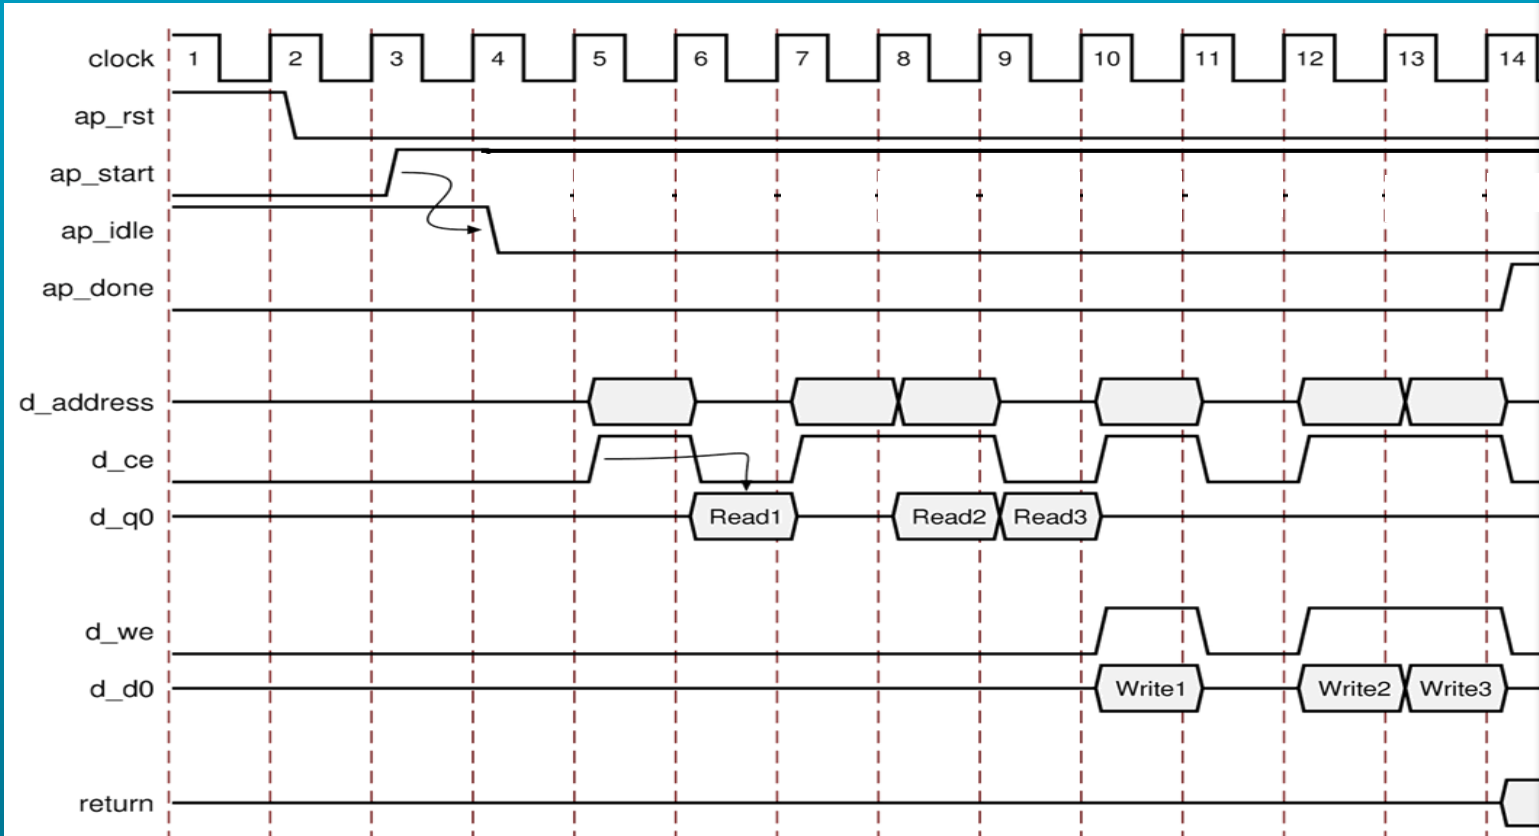 clock 1 2 3 4 5 6 7 8 9 10 11 12 13 14
ap_rst
ap_start
ap_idle
ap_done
d_address
d_ce
d_q0 Read1 Read2 Read3
d_we
d_d0 Write1 Write2 Write3
return